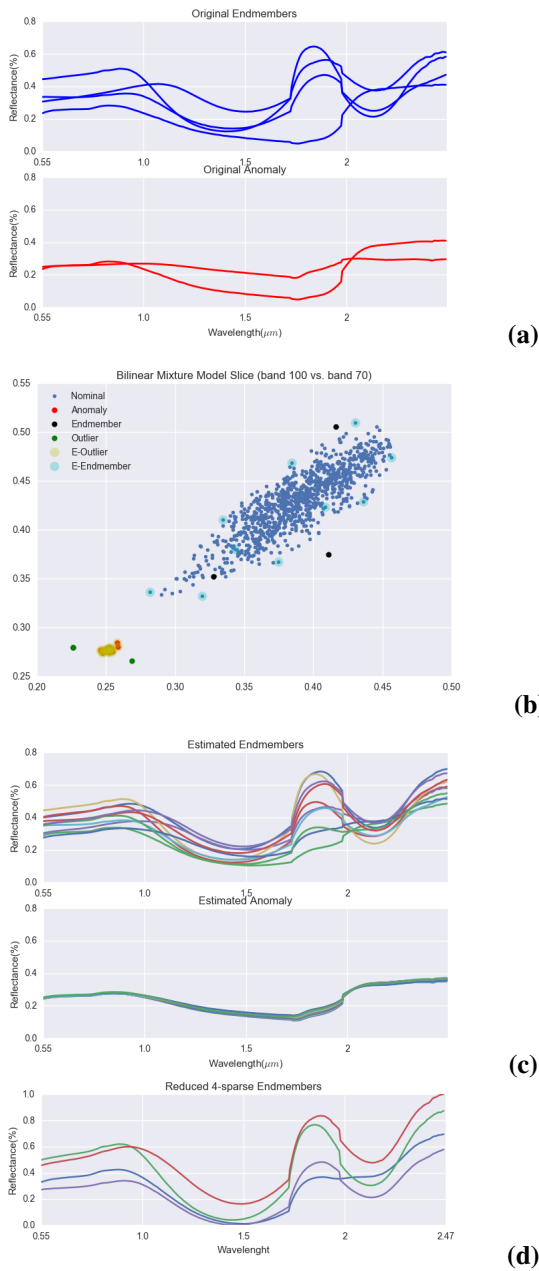 Original Endmembers
0.8
0.6
0.4
0.2
0.0
Reflectance(%)
0.55 1.0 1.5 2
Original Anomaly
0.8
0.6
0.4
0.2
0.0
Reflectance(%)
0.55 1.0 1.5 2
Wavelength(μm)
(a)
Bilinear Mixture Model Slice (band 100 vs. band 70)
0.55
0.50
0.45
0.40
0.35
0.30
0.25
Nominal
Anomaly
Endmember
Outlier
E-Outlier
E-Endmember
0.20 0.25 0.30 0.35 0.40 0.45 0.50
(b)
Estimated Endmembers
0.8
0.6
0.4
0.2
0.0
Reflectance(%)
0.55 1.0 1.5 2
Estimated Anomaly
0.8
0.6
0.4
0.2
0.0
Reflectance(%)
0.55 1.0 1.5 2
Wavelength(μm)
(c)
Reduced 4-sparse Endmembers
1.0
0.8
0.6
0.4
0.2
0.0
Reflectance(%)
0.55 1.0 1.5 2 2.47
Wavelenght
(d)